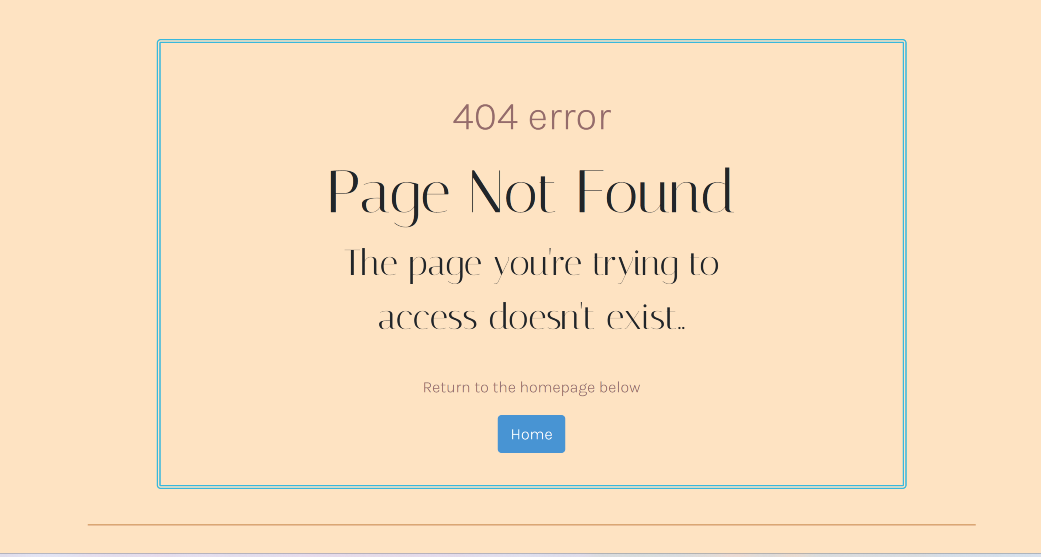 404 error
Page Not Found
The page you're trying to
access doesn't exist..
Return to the homepage below
Home